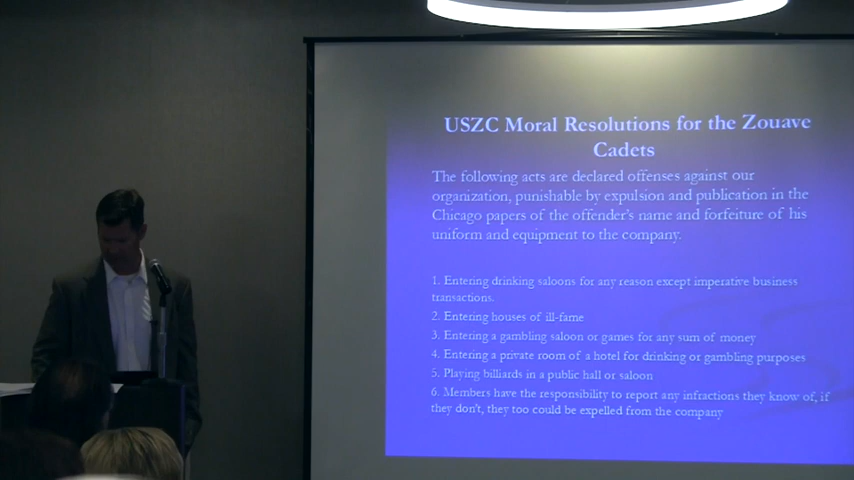 USZC Moral Resolutions for the Zouave
Cadets
The following acts are declared offenses against our
organization, punishable by expulsion and publication in the
Chicago papers of the offender's name and forfeiture of his
uniform and equipment to the company.
1. Entering drinking saloons for any reason except imperative business
transactions.
2. Entering houses of ill-fame
3. Entering a gambling saloon or games for any sum of money
4. Entering a private room of a hotel for drinking or gambling purposes
5. Playing billiards in a public hall or saloon
6. Members have the responsibility to report any infractions they know of, if
they don't, they too could be expelled from the company